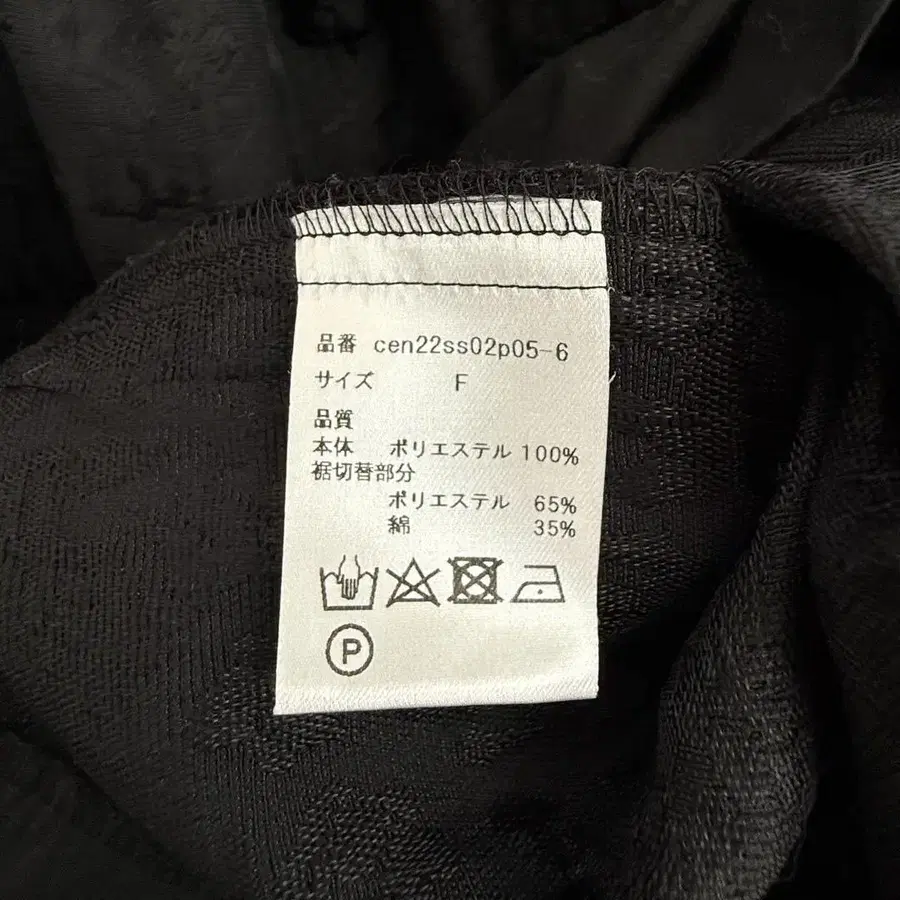 品番 cen22ss02p05-6
サイズ F
品質
本体 ポリエステル 100%
裾切替部分
ポリエステル 65%
綿 35%
P